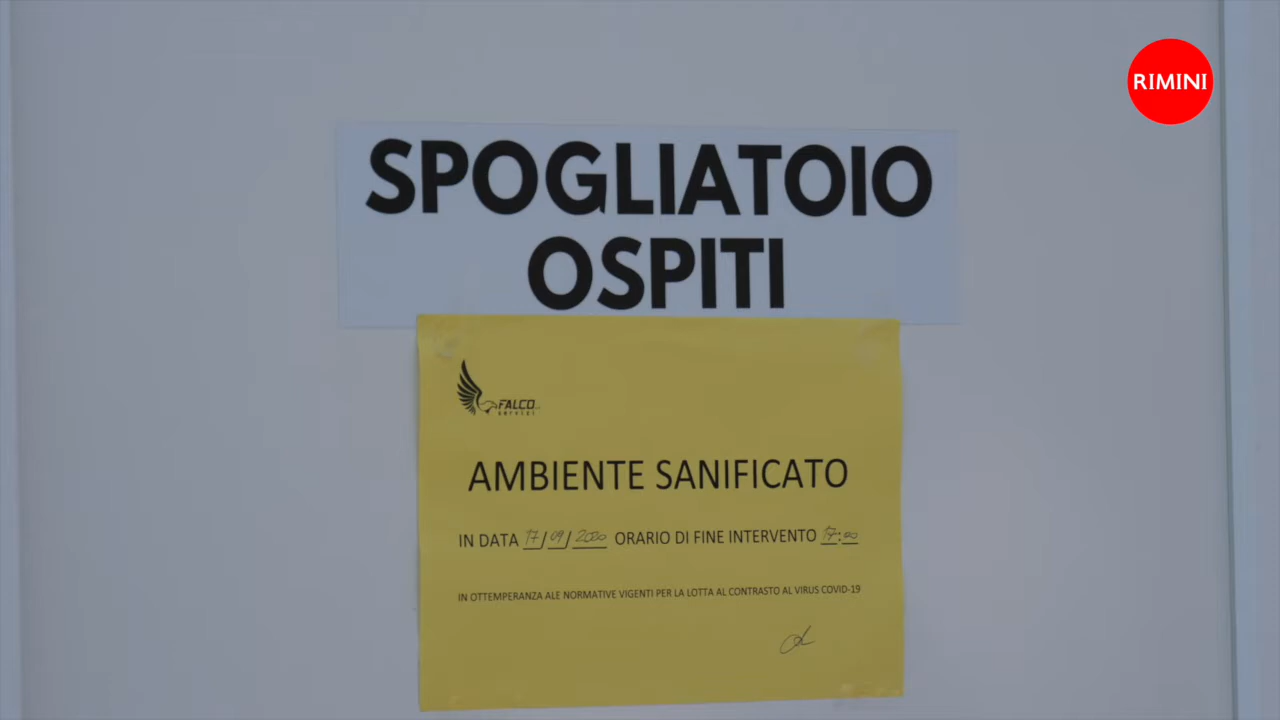 RIMINI
SPOGLIATOIO
OSPITI
FALCO
AMBIENTE SANIFICATO
IN DATA 17/09/2020 ORARIO DI FINE INTERVENTO 17:00
IN OTTEMPERANZA ALE NORMATIVE VIGENTI PER LA LOTTA AL CONTRASTO AL VIRUS COVID-19